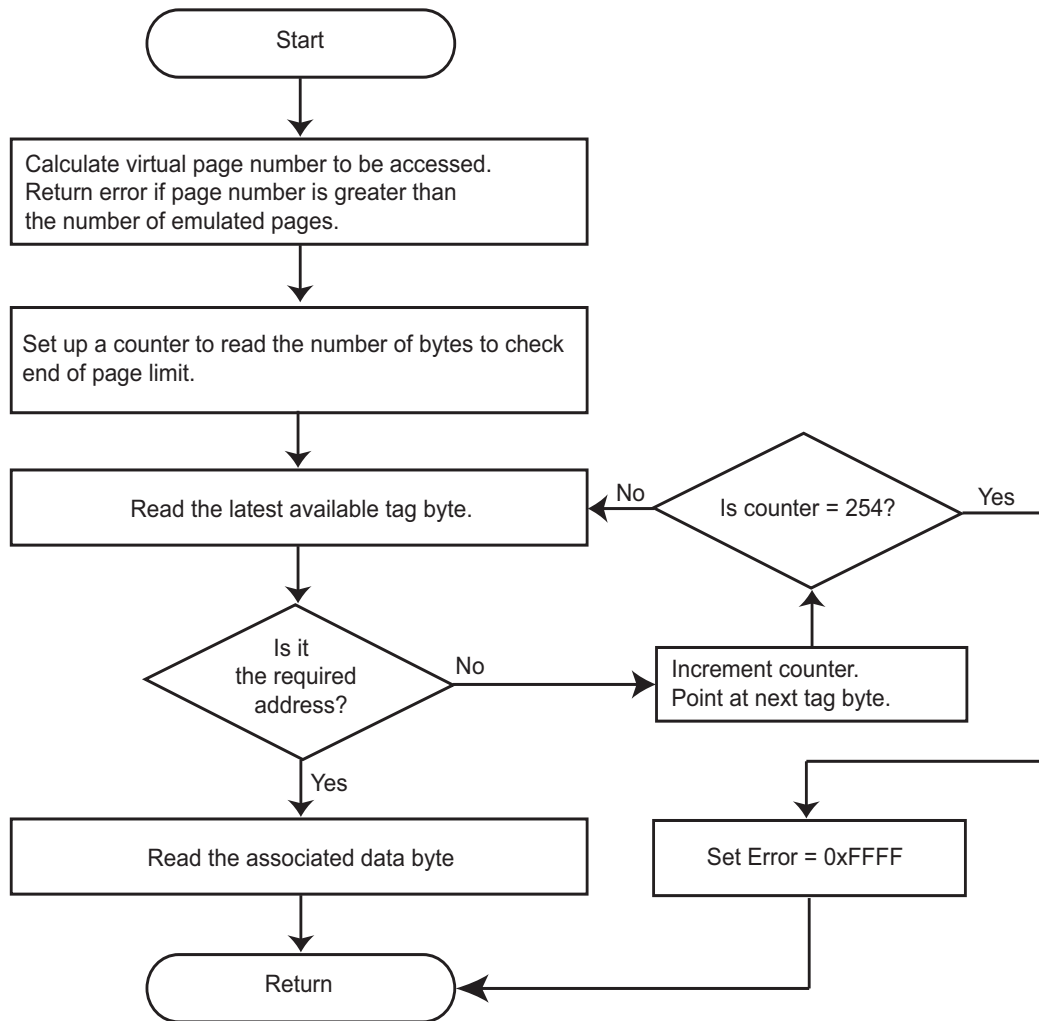 Start
Calculate virtual page number to be accessed.
Return error if page number is greater than
the number of emulated pages.
Set up a counter to read the number of bytes to check
end of page limit.
Read the latest available tag byte.
No
Is counter = 254?
Yes
Is it
the required
address?
No
Increment counter.
Point at next tag byte.
Yes
Read the associated data byte
Set Error = 0xFFFF
Return